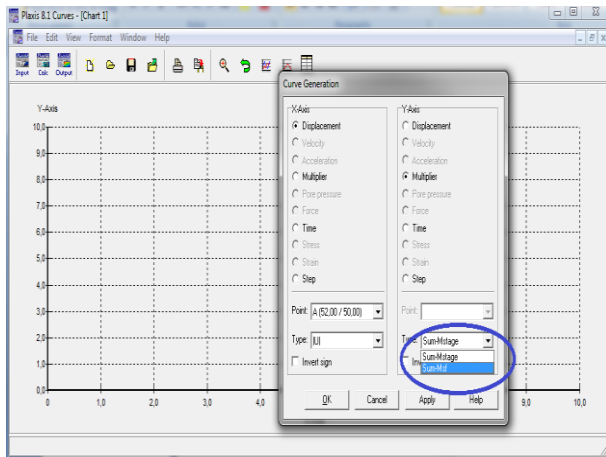 Plaxis 8.1 Curves - [Chart 1]
File Edit View Format Window Help
Input Calc Output
Y-Axis
10,0
9,0
8,0
7,0
6,0
5,0
4,0
3,0
2,0
1,0
0,0
0 1,0 2,0 3,0 4,0 9,0 10,0
Curve Generation
X-Axis
Displacement
Velocity
Acceleration
Multiplier
Pore pressure
Force
Time
Stress
Strain
Step
Point: A (52,00 / 50,00)
Type: |U|
Invert sign
Y-Axis
Displacement
Velocity
Acceleration
Multiplier
Pore pressure
Force
Time
Stress
Strain
Step
Point:
Type: Sum-Mstage
Sum-Mstage
Sum-Msf
OK Cancel Apply Help